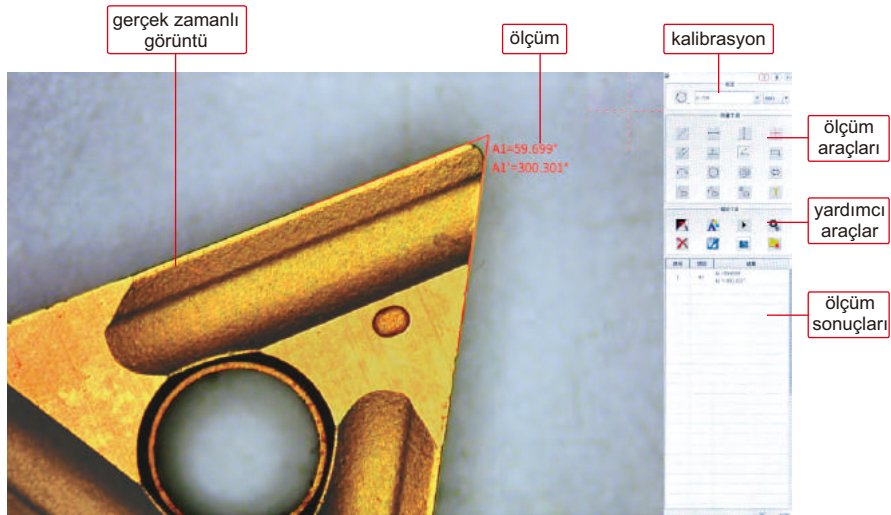 gerçek zamanlı
görüntü
ölçüm
kalibrasyon
A1=59.699°
A1'=300.301°
ölçüm
araçları
yardımcı
araçlar
ölçüm
sonuçları